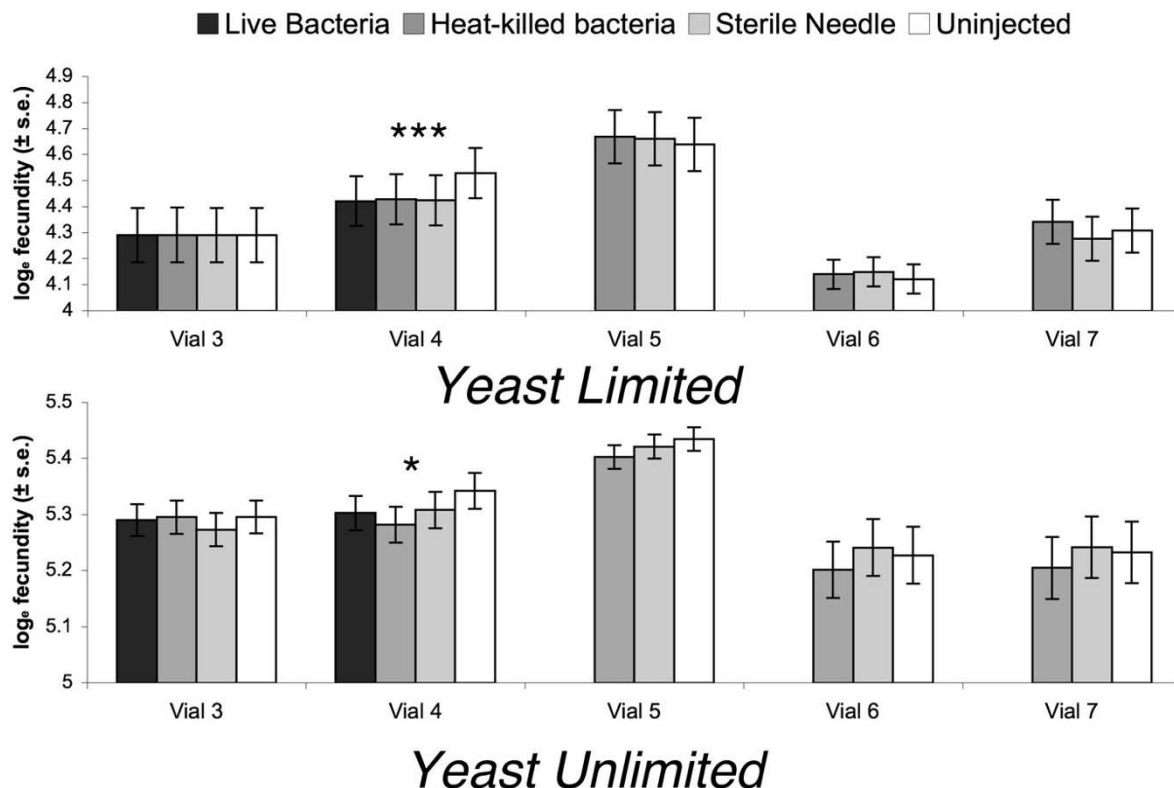 Live Bacteria Heat-killed bacteria Sterile Needle Uninjected
logₑ fecundity (± s.e.)
4.9
4.8
4.7
4.6
4.5
4.4
4.3
4.2
4.1
4
***
Vial 3 Vial 4 Vial 5 Vial 6 Vial 7
Yeast Limited
logₑ fecundity (± s.e.)
5.5
5.4
5.3
5.2
5.1
5
*
Vial 3 Vial 4 Vial 5 Vial 6 Vial 7
Yeast Unlimited